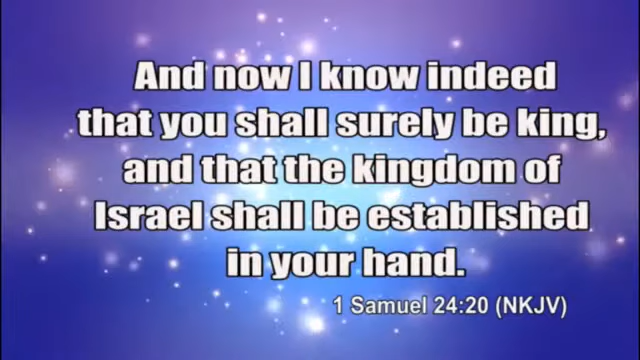 And now I know indeed
that you shall surely be king,
and that the kingdom of
Israel shall be established
in your hand.
1 Samuel 24:20 (NKJV)